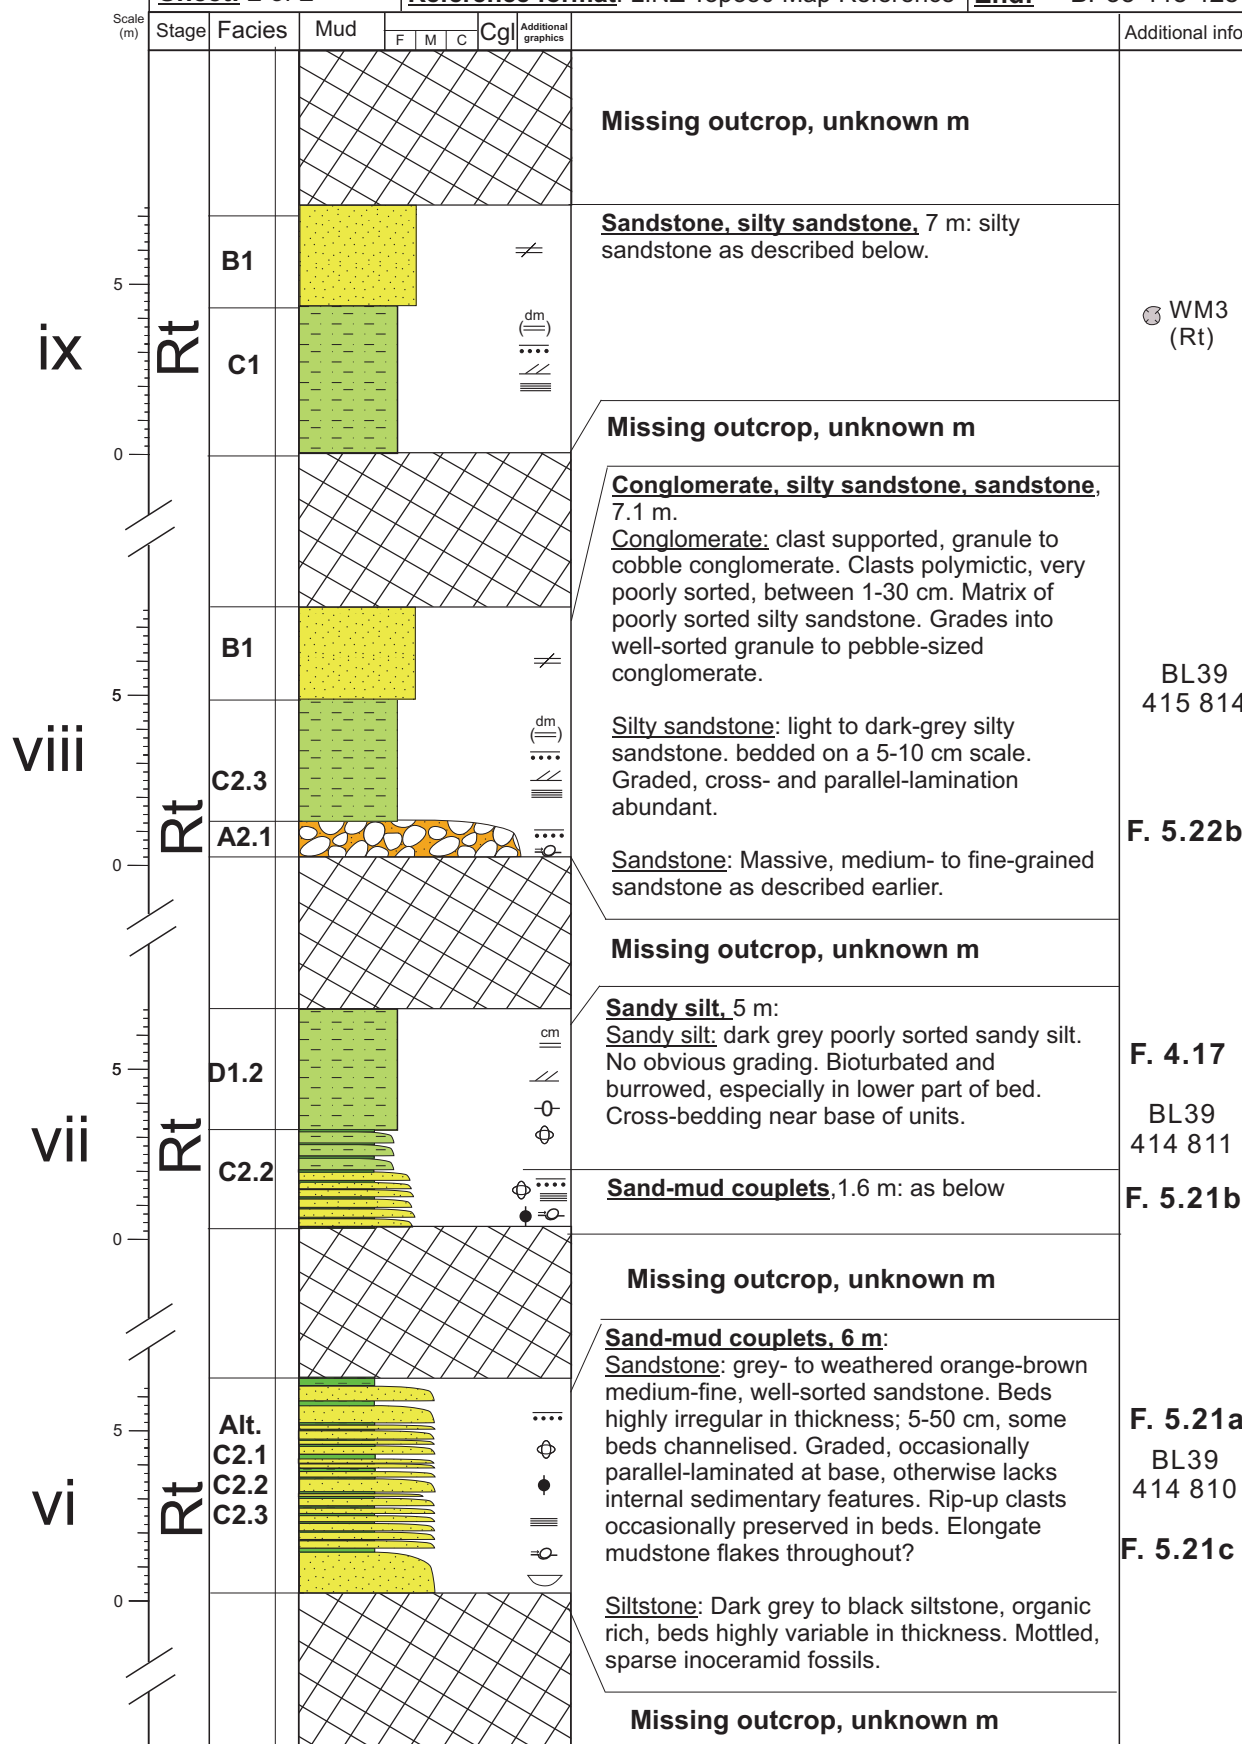 Scale
(m)
Stage
Facies
Mud
F M C
Cgl
Additional
graphics
Additional info
Missing outcrop, unknown m
ix
5
0
Rt
B1
C1
dm
Sandstone, silty sandstone, 7 m: silty
sandstone as described below.
WM3
(Rt)
Missing outcrop, unknown m
viii
5
0
Rt
B1
C2.3
A2.1
dm
Conglomerate, silty sandstone, sandstone,
7.1 m.
Conglomerate: clast supported, granule to
cobble conglomerate. Clasts polymictic, very
poorly sorted, between 1-30 cm. Matrix of
poorly sorted silty sandstone. Grades into
well-sorted granule to pebble-sized
conglomerate.
Silty sandstone: light to dark-grey silty
sandstone. bedded on a 5-10 cm scale.
Graded, cross- and parallel-lamination
abundant.
Sandstone: Massive, medium- to fine-grained
sandstone as described earlier.
BL39
415 814
F. 5.22b
Missing outcrop, unknown m
vii
5
0
Rt
D1.2
C2.2
cm
Sandy silt, 5 m:
Sandy silt: dark grey poorly sorted sandy silt.
No obvious grading. Bioturbated and
burrowed, especially in lower part of bed.
Cross-bedding near base of units.
Sand-mud couplets,1.6 m: as below
F. 4.17
BL39
414 811
F. 5.21b
Missing outcrop, unknown m
vi
5
0
Rt
Alt.
C2.1
C2.2
C2.3
Sand-mud couplets, 6 m:
Sandstone: grey- to weathered orange-brown
medium-fine, well-sorted sandstone. Beds
highly irregular in thickness; 5-50 cm, some
beds channelised. Graded, occasionally
parallel-laminated at base, otherwise lacks
internal sedimentary features. Rip-up clasts
occasionally preserved in beds. Elongate
mudstone flakes throughout?
Siltstone: Dark grey to black siltstone, organic
rich, beds highly variable in thickness. Mottled,
sparse inoceramid fossils.
F. 5.21a
BL39
414 810
F. 5.21c
Missing outcrop, unknown m